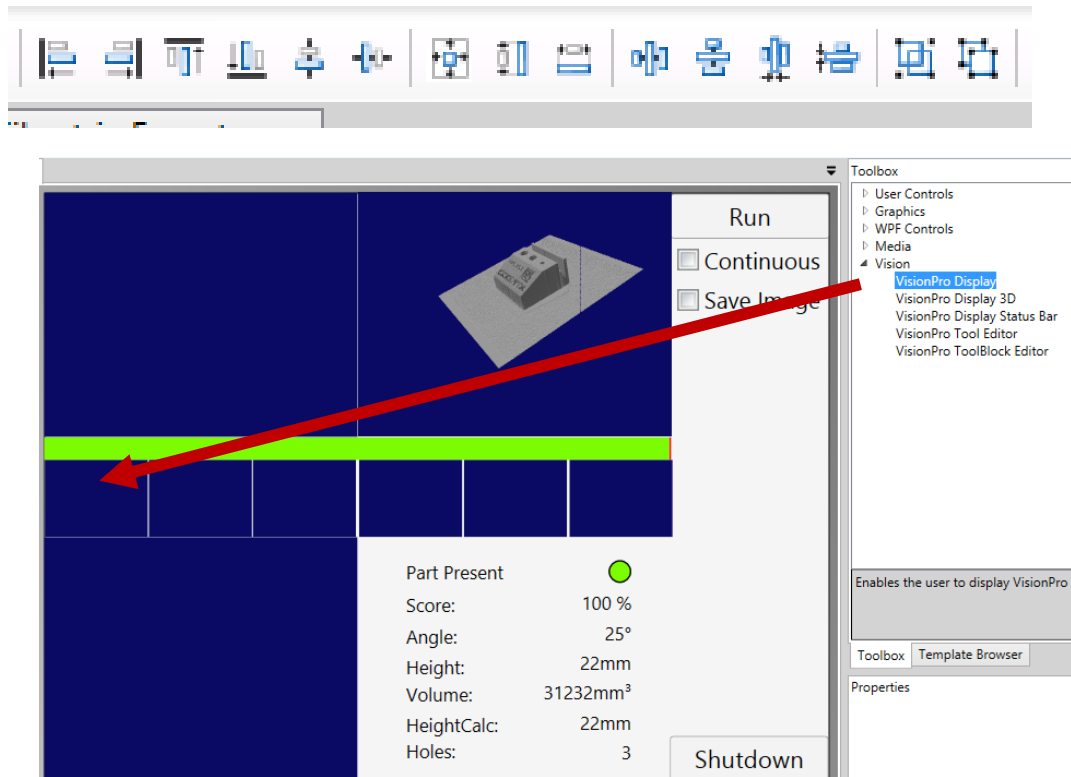 Toolbox
User Controls
Graphics
WPF Controls
Media
Vision
VisionPro Display
VisionPro Display 3D
VisionPro Display Status Bar
VisionPro Tool Editor
VisionPro ToolBlock Editor
Run
Continuous
Save Image
Part Present
Score: 100 %
Angle: 25°
Height: 22mm
Volume: 31232mm³
HeightCalc: 22mm
Holes: 3
Shutdown
Enables the user to display VisionPro
Toolbox Template Browser
Properties